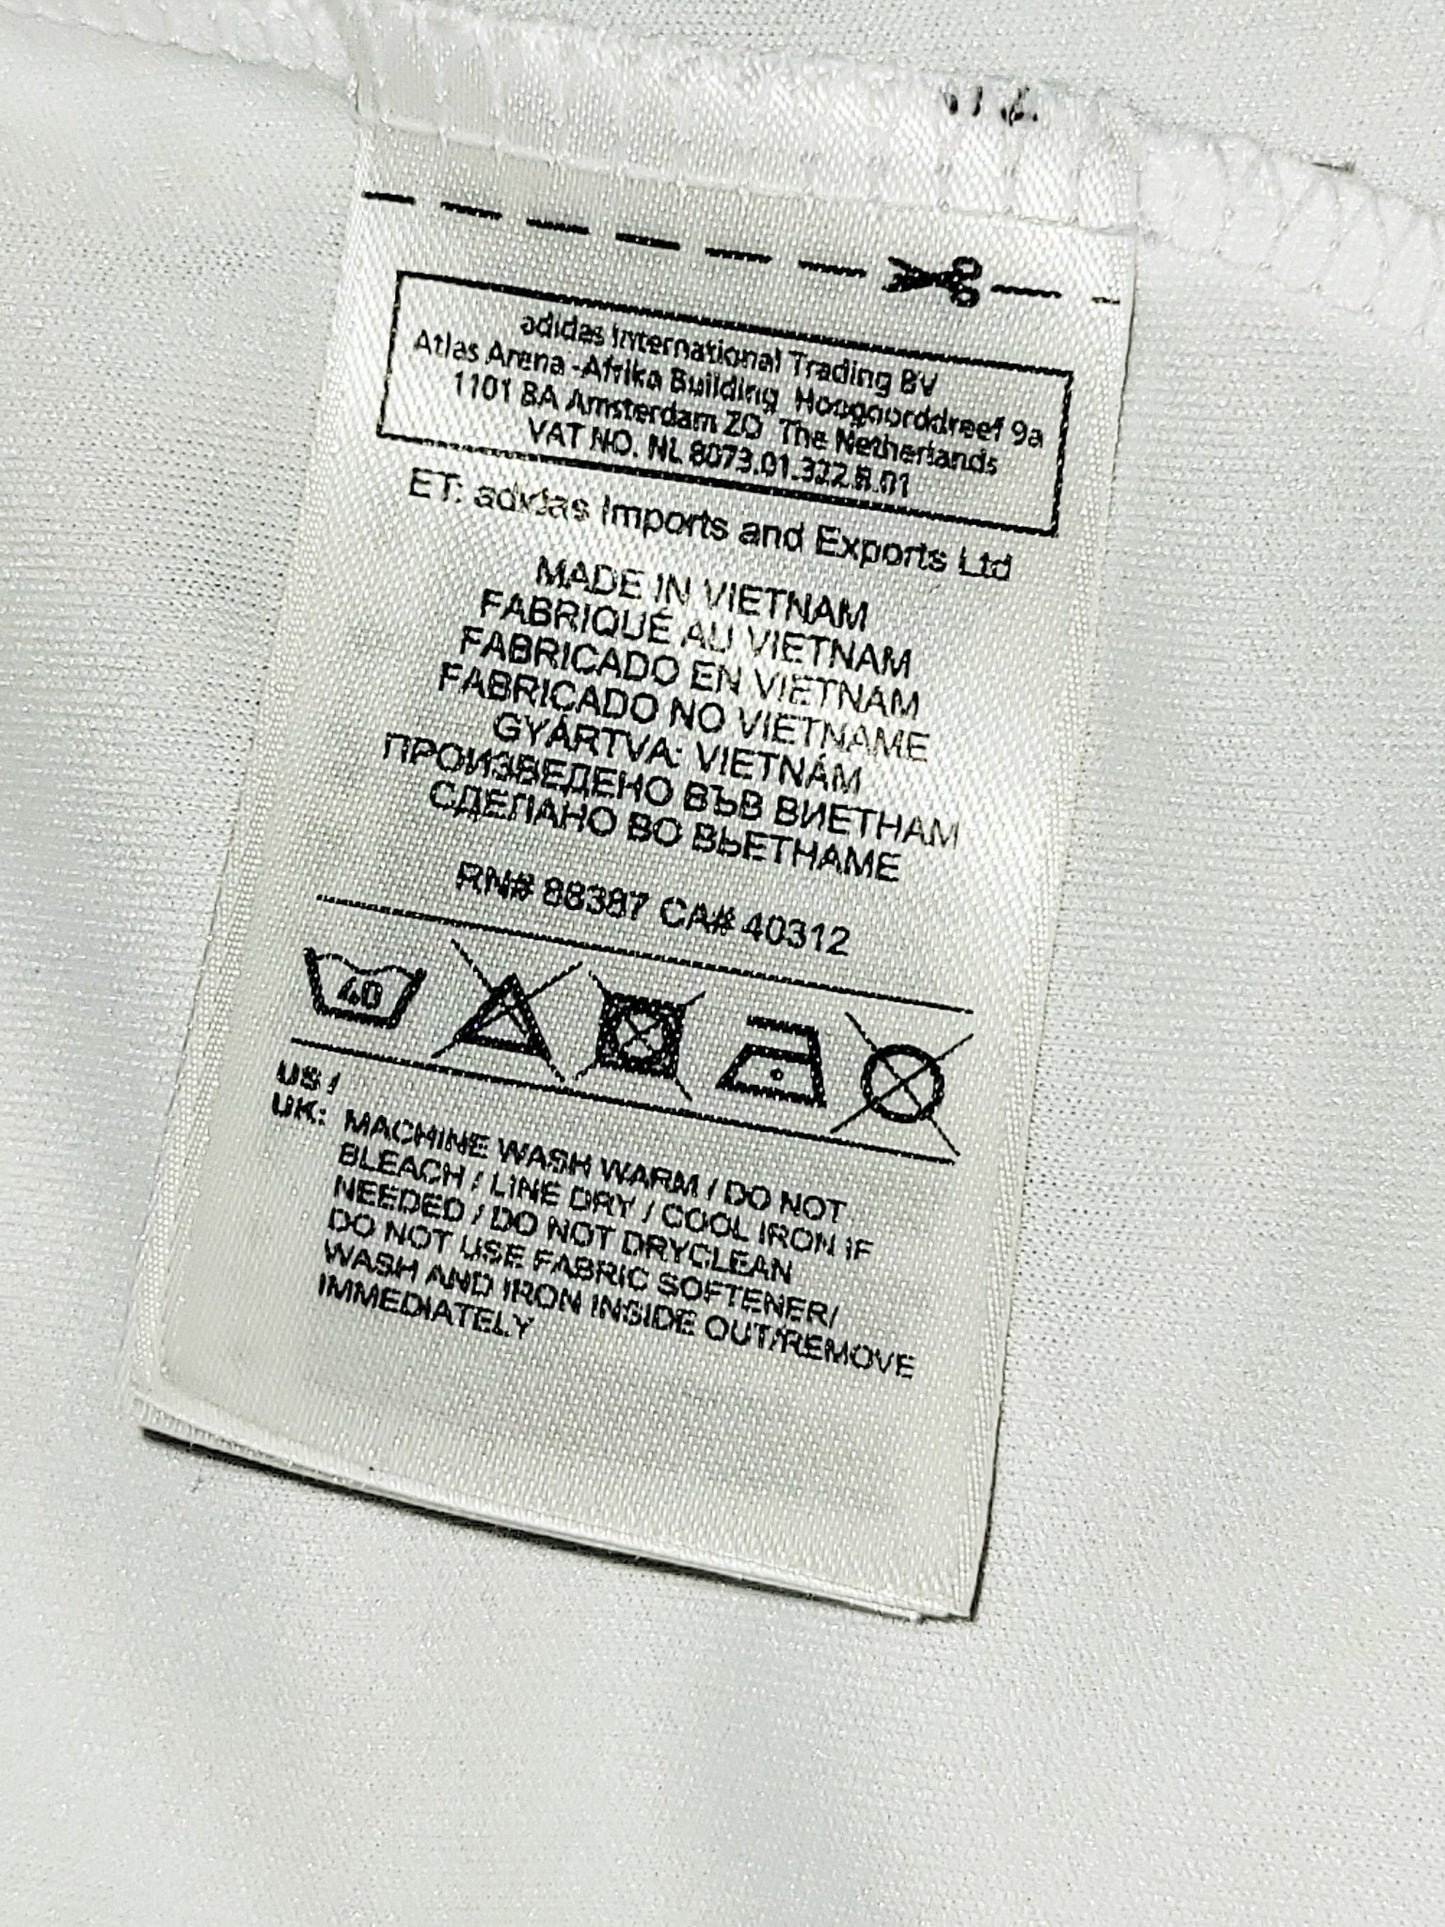 adidas International Trading BV
Atlas Arena -Afrika Building Hoogoorddreef 9a
1101 BA Amsterdam ZO The Netherlands
VAT NO. NL 8073.01.322.B.01
ET: adidas Imports and Exports Ltd
MADE IN VIETNAM
FABRIQUÉ AU VIETNAM
FABRICADO EN VIETNAM
FABRICADO NO VIETNAME
GYÁRTVA: VIETNÁM
ПРОИЗВЕДЕНО ВЪВ ВИЕТНАМ
СДЕЛАНО ВО ВЬЕТНАМЕ
RN# 88387 CA# 40312
40
US /
UK: MACHINE WASH WARM / DO NOT
BLEACH / LINE DRY / COOL IRON IF
NEEDED / DO NOT DRYCLEAN
DO NOT USE FABRIC SOFTENER/
WASH AND IRON INSIDE OUT/REMOVE
IMMEDIATELY